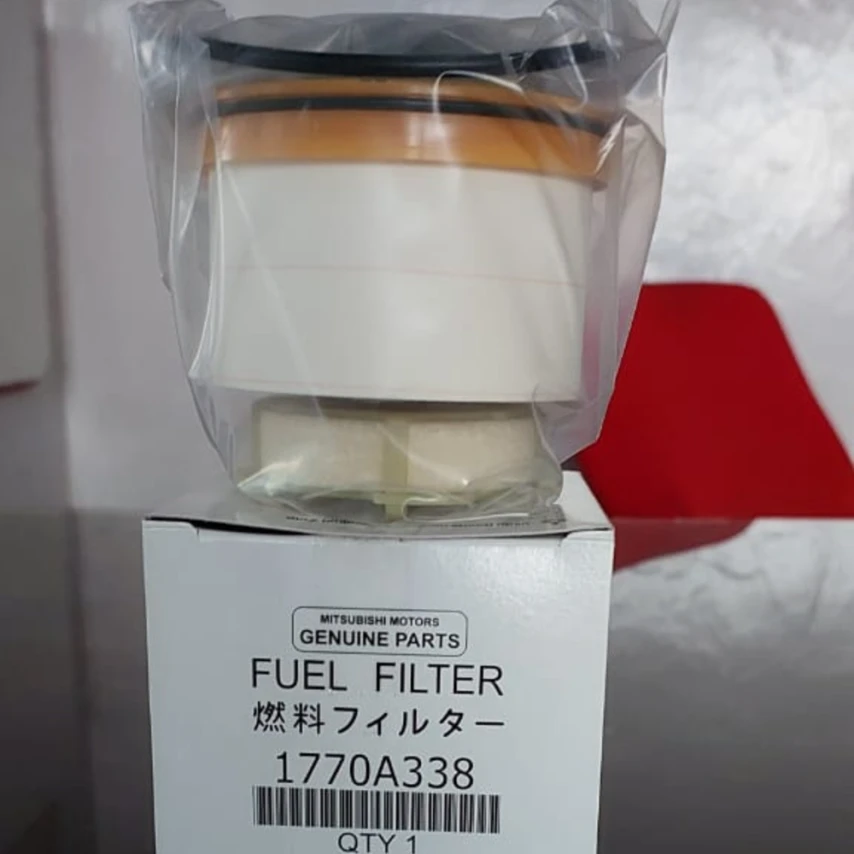 MITSUBISHI MOTORS
GENUINE PARTS
FUEL FILTER
燃料フィルター
1770A338
QTY 1